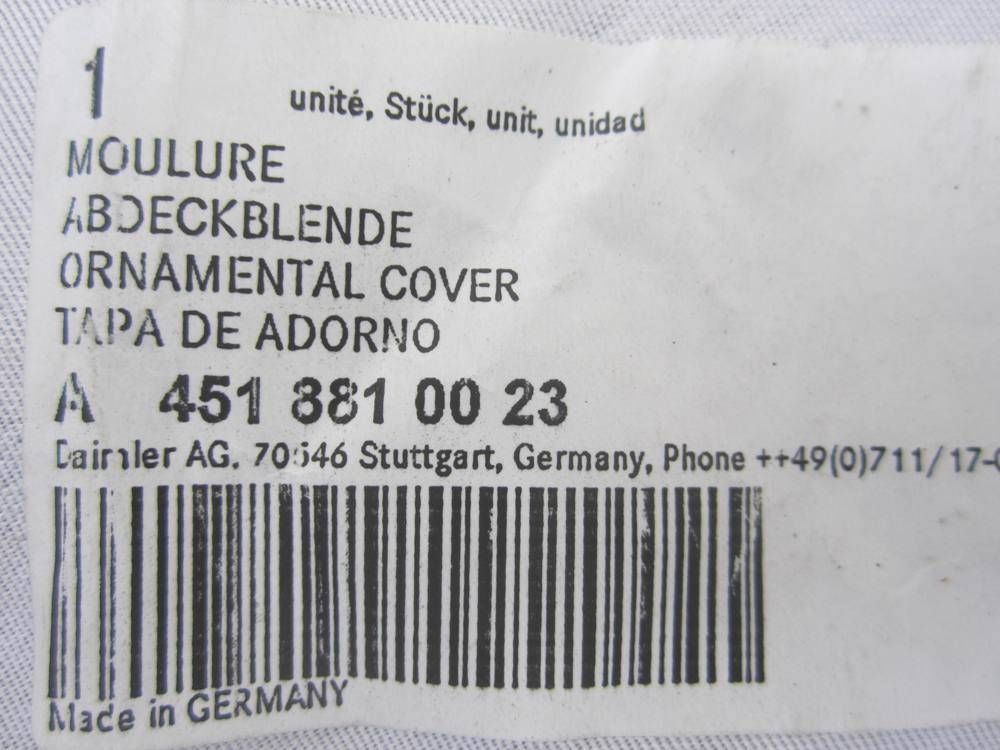 1
unité, Stück, unit, unidad
MOULURE
ABDECKBLENDE
ORNAMENTAL COVER
TAPA DE ADORNO
A 451 881 00 23
Daimler AG. 70546 Stuttgart, Germany, Phone ++49(0)711/17-0
Made in GERMANY